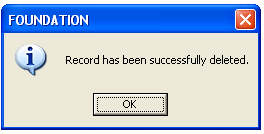 FOUNDATION
Record has been successfully deleted.
OK